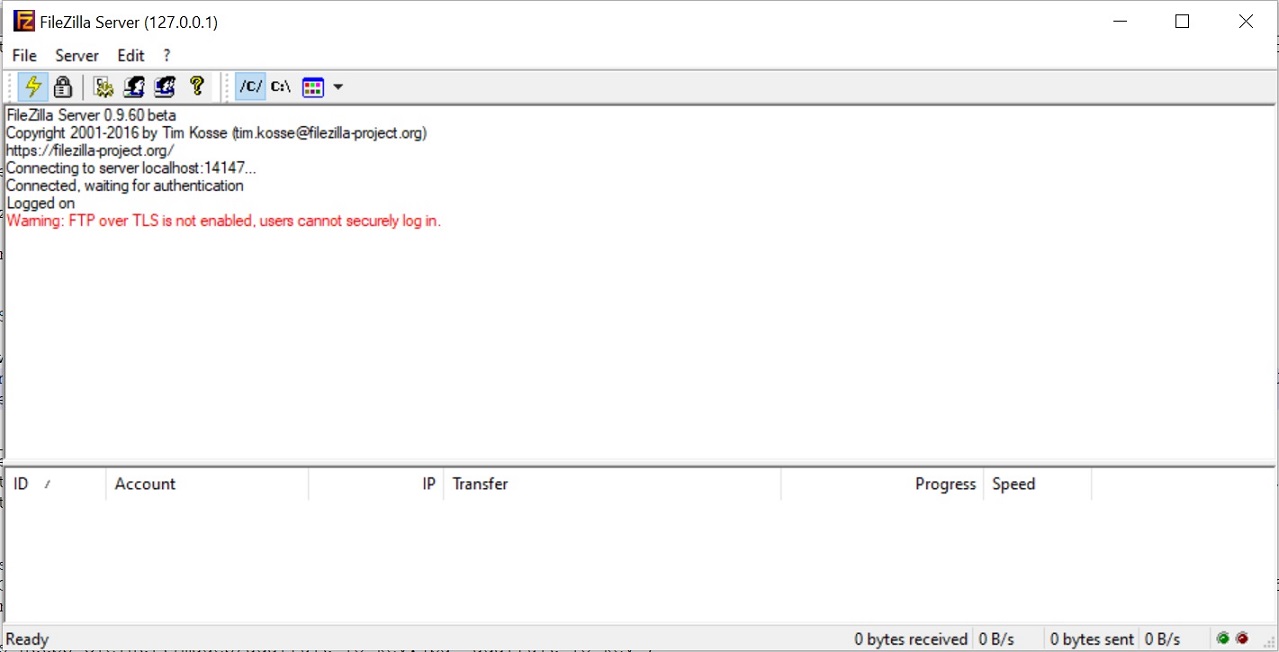 FileZilla Server (127.0.0.1)
File Server Edit ?
/C/ C:\
FileZilla Server 0.9.60 beta
Copyright 2001-2016 by Tim Kosse (tim.kosse@filezilla-project.org)
https://filezilla-project.org/
Connecting to server localhost:14147...
Connected, waiting for authentication
Logged on
Warning: FTP over TLS is not enabled, users cannot securely log in.
ID / Account IP Transfer Progress Speed
Ready 0 bytes received 0 B/s 0 bytes sent 0 B/s